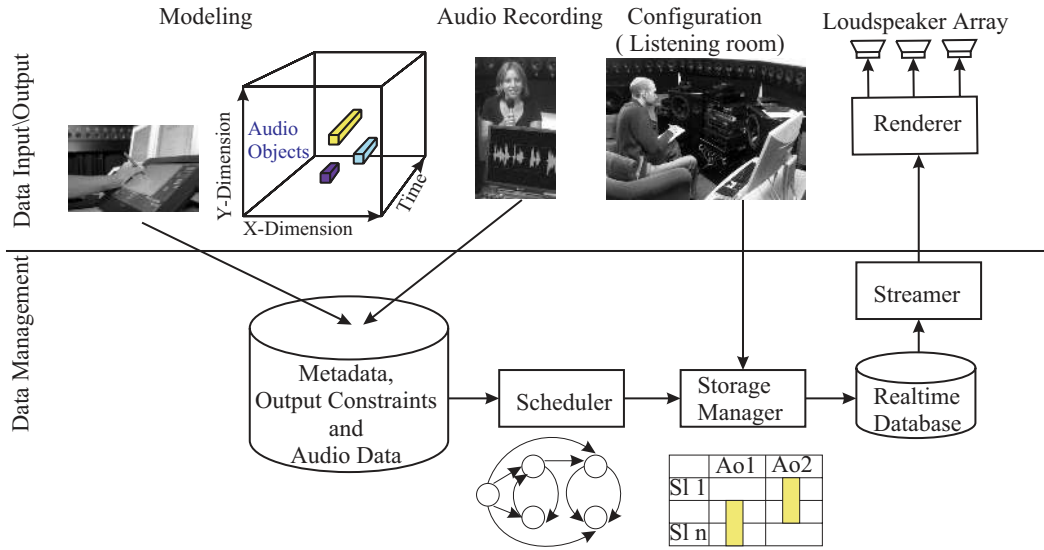 Modeling
Audio Recording
Configuration
( Listening room)
Loudspeaker Array
Data Input\Output
Y-Dimension
Audio
Objects
X-Dimension
Time
Renderer
Data Management
Streamer
Metadata,
Output Constraints
and
Audio Data
Scheduler
Storage
Manager
Realtime
Database
Ao1 Ao2
Sl 1
Sl n